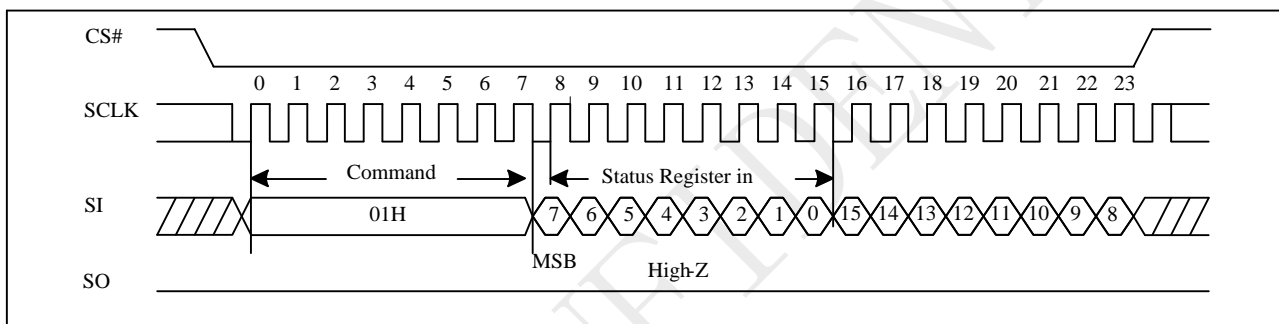 CS#
0 1 2 3 4 5 6 7 8 9 10 11 12 13 14 15 16 17 18 19 20 21 22 23
SCLK
Command
Status Register in
SI
01H
7 6 5 4 3 2 1 0 15 14 13 12 11 10 9 8
MSB
High-Z
SO